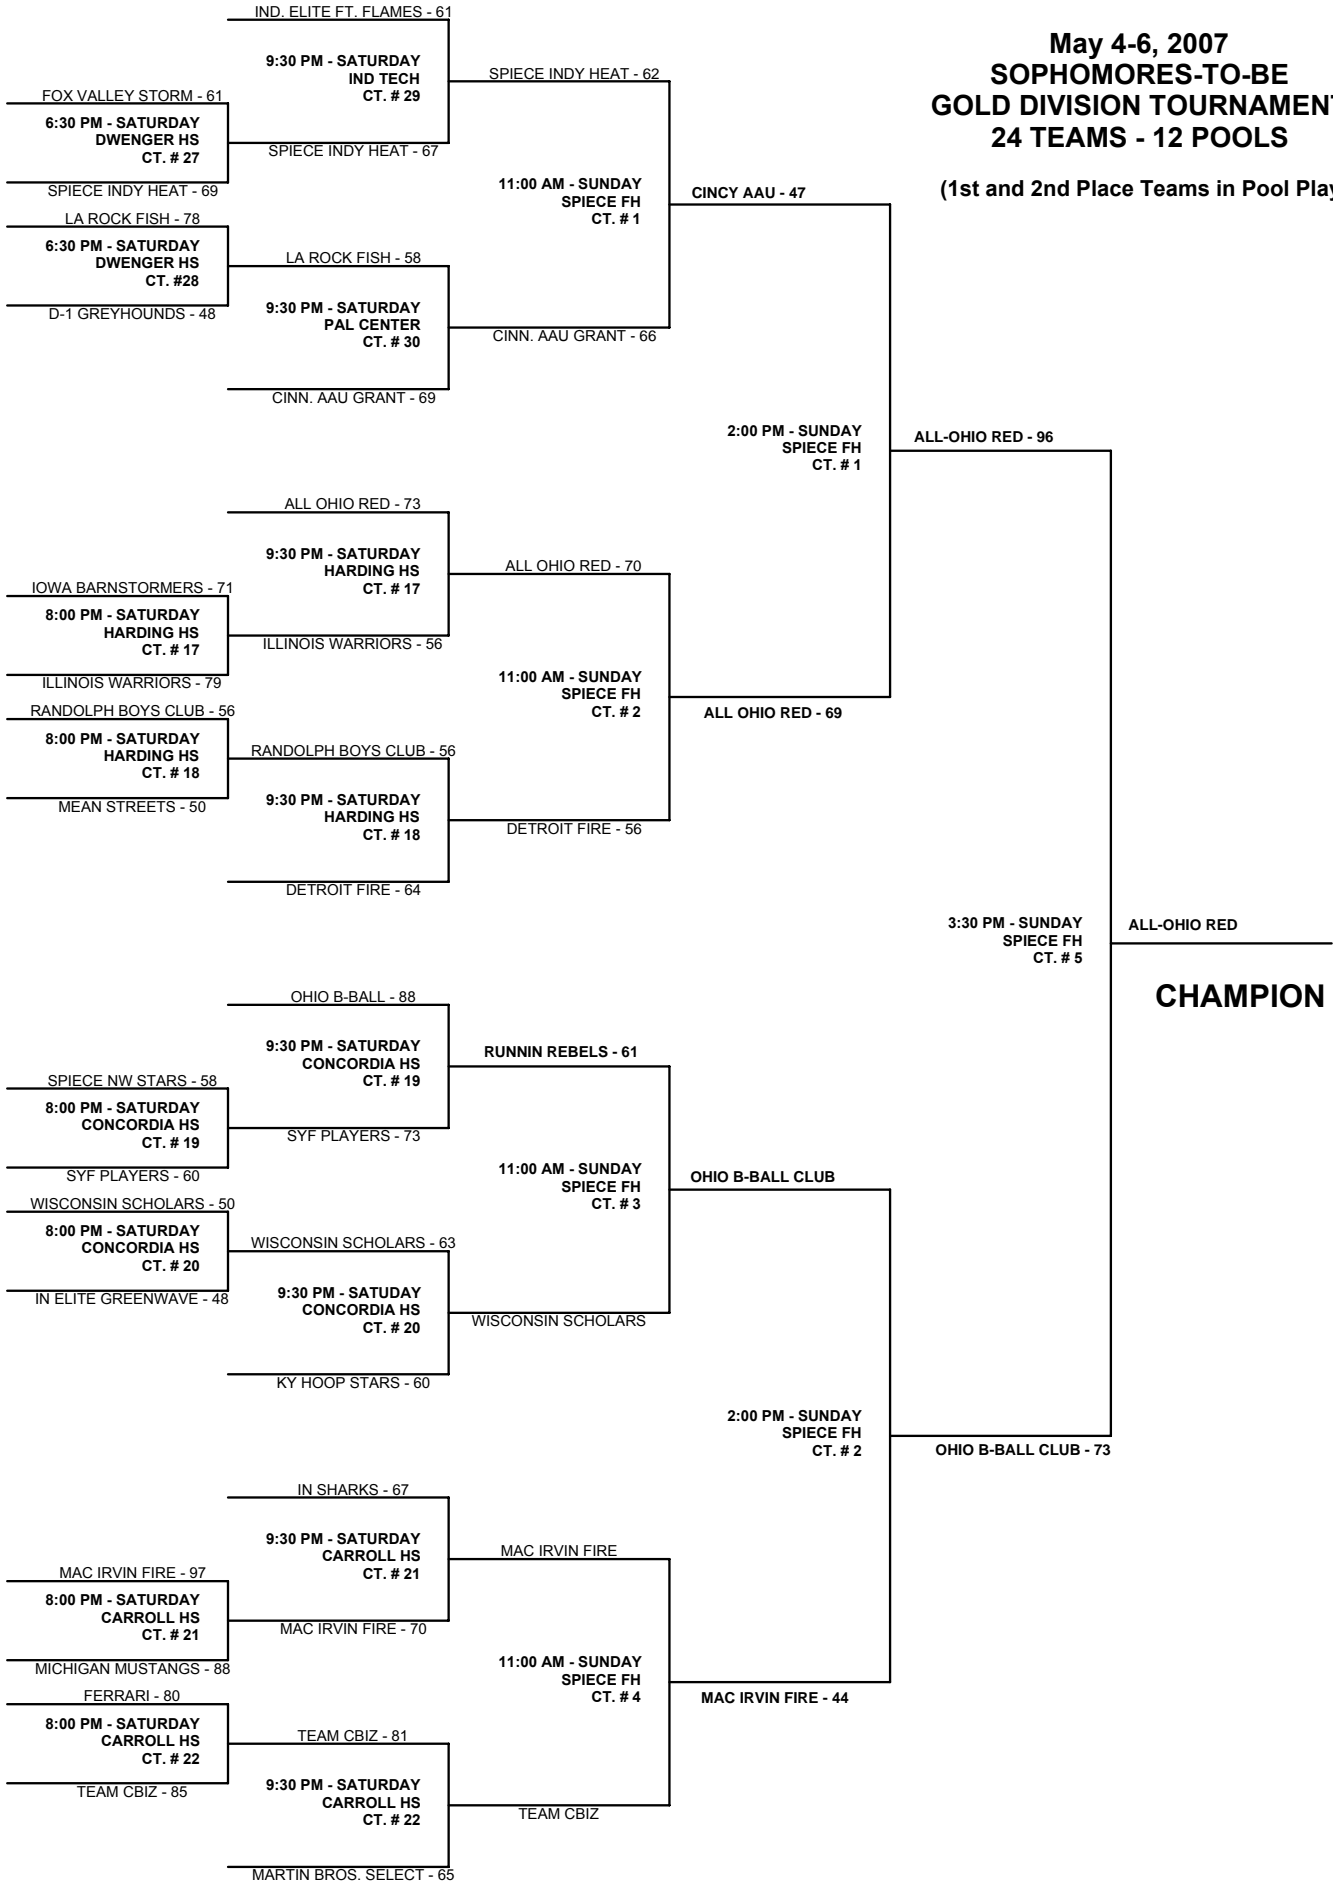 May 4-6, 2007
SOPHOMORES-TO-BE
GOLD DIVISION TOURNAMENT
24 TEAMS - 12 POOLS
(1st and 2nd Place Teams in Pool Play
IND. ELITE FT. FLAMES - 61
9:30 PM - SATURDAY
IND TECH
CT. # 29
SPIECE INDY HEAT - 62
FOX VALLEY STORM - 61
6:30 PM - SATURDAY
DWENGER HS
CT. # 27
SPIECE INDY HEAT - 67
SPIECE INDY HEAT - 69
11:00 AM - SUNDAY
SPIECE FH
CT. # 1
CINCY AAU - 47
LA ROCK FISH - 78
6:30 PM - SATURDAY
DWENGER HS
CT. #28
LA ROCK FISH - 58
D-1 GREYHOUNDS - 48
9:30 PM - SATURDAY
PAL CENTER
CT. # 30
CINN. AAU GRANT - 66
CINN. AAU GRANT - 69
2:00 PM - SUNDAY
SPIECE FH
CT. # 1
ALL-OHIO RED - 96
ALL OHIO RED - 73
9:30 PM - SATURDAY
HARDING HS
CT. # 17
ALL OHIO RED - 70
IOWA BARNSTORMERS - 71
8:00 PM - SATURDAY
HARDING HS
CT. # 17
ILLINOIS WARRIORS - 56
ILLINOIS WARRIORS - 79
11:00 AM - SUNDAY
SPIECE FH
CT. # 2
ALL OHIO RED - 69
RANDOLPH BOYS CLUB - 56
8:00 PM - SATURDAY
HARDING HS
CT. # 18
RANDOLPH BOYS CLUB - 56
MEAN STREETS - 50
9:30 PM - SATURDAY
HARDING HS
CT. # 18
DETROIT FIRE - 56
DETROIT FIRE - 64
3:30 PM - SUNDAY
SPIECE FH
CT. # 5
ALL-OHIO RED
CHAMPION
OHIO B-BALL - 88
9:30 PM - SATURDAY
CONCORDIA HS
CT. # 19
RUNNIN REBELS - 61
SPIECE NW STARS - 58
8:00 PM - SATURDAY
CONCORDIA HS
CT. # 19
SYF PLAYERS - 73
SYF PLAYERS - 60
11:00 AM - SUNDAY
SPIECE FH
CT. # 3
OHIO B-BALL CLUB
WISCONSIN SCHOLARS - 50
8:00 PM - SATURDAY
CONCORDIA HS
CT. # 20
WISCONSIN SCHOLARS - 63
IN ELITE GREENWAVE - 48
9:30 PM - SATUDAY
CONCORDIA HS
CT. # 20
WISCONSIN SCHOLARS
KY HOOP STARS - 60
2:00 PM - SUNDAY
SPIECE FH
CT. # 2
OHIO B-BALL CLUB - 73
IN SHARKS - 67
9:30 PM - SATURDAY
CARROLL HS
CT. # 21
MAC IRVIN FIRE
MAC IRVIN FIRE - 97
8:00 PM - SATURDAY
CARROLL HS
CT. # 21
MAC IRVIN FIRE - 70
MICHIGAN MUSTANGS - 88
11:00 AM - SUNDAY
SPIECE FH
CT. # 4
MAC IRVIN FIRE - 44
FERRARI - 80
8:00 PM - SATURDAY
CARROLL HS
CT. # 22
TEAM CBIZ - 81
TEAM CBIZ - 85
9:30 PM - SATURDAY
CARROLL HS
CT. # 22
TEAM CBIZ
MARTIN BROS. SELECT - 65